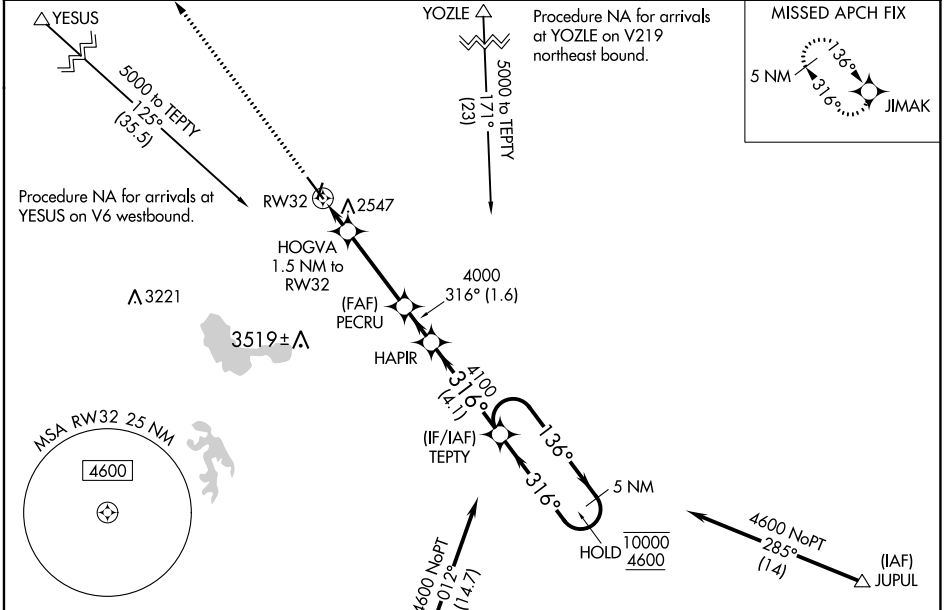 YESUS
5000 to TEPTY
125°
(35.5)
Procedure NA for arrivals at
YESUS on V6 westbound.
YOZLE
5000 to TEPTY
171°
(23)
Procedure NA for arrivals
at YOZLE on V219
northeast bound.
MISSED APCH FIX
5 NM
136°
316°
JIMAK
RW32
2547
HOGVA
1.5 NM to
RW32
3221
3519±
(FAF)
PECRU
4000
316° (1.6)
HAPIR
4100
316°
(4.1)
(IF/IAF)
TEPTY
136°
316°
5 NM
HOLD
10000
4600
MSA RW32 25 NM
4600
4600 NoPT
012°
(14.7)
4600 NoPT
285°
(14)
(IAF)
JUPUL